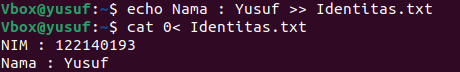 Vbox@yusuf:~$ echo Nama : Yusuf >> Identitas.txt
Vbox@yusuf:~$ cat 0< Identitas.txt
NIM : 122140193
Nama : Yusuf